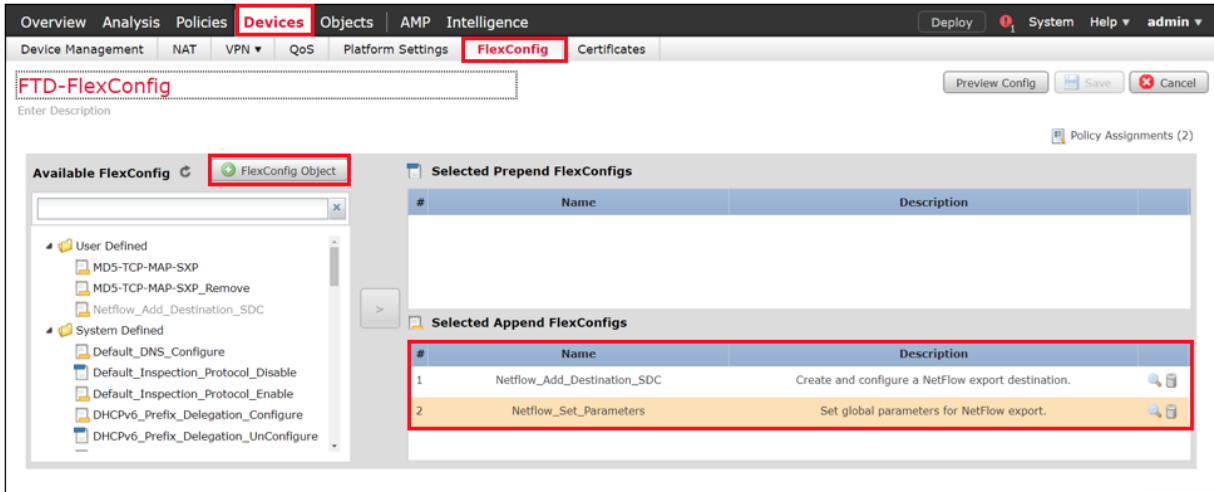 Overview Analysis Policies Devices Objects AMP Intelligence Deploy 1 System Help admin
Device Management NAT VPN QoS Platform Settings FlexConfig Certificates
FTD-FlexConfig
Preview Config Save Cancel
Enter Description
Policy Assignments (2)
Available FlexConfig FlexConfig Object
Selected Prepend FlexConfigs
# Name Description
User Defined
MD5-TCP-MAP-SXP
MD5-TCP-MAP-SXP_Remove
Netflow_Add_Destination_SDC
System Defined
Default_DNS_Configure
Default_Inspection_Protocol_Disable
Default_Inspection_Protocol_Enable
DHCPv6_Prefix_Delegation_Configure
DHCPv6_Prefix_Delegation_UnConfigure
>
Selected Append FlexConfigs
# Name Description
1 Netflow_Add_Destination_SDC Create and configure a NetFlow export destination.
2 Netflow_Set_Parameters Set global parameters for NetFlow export.